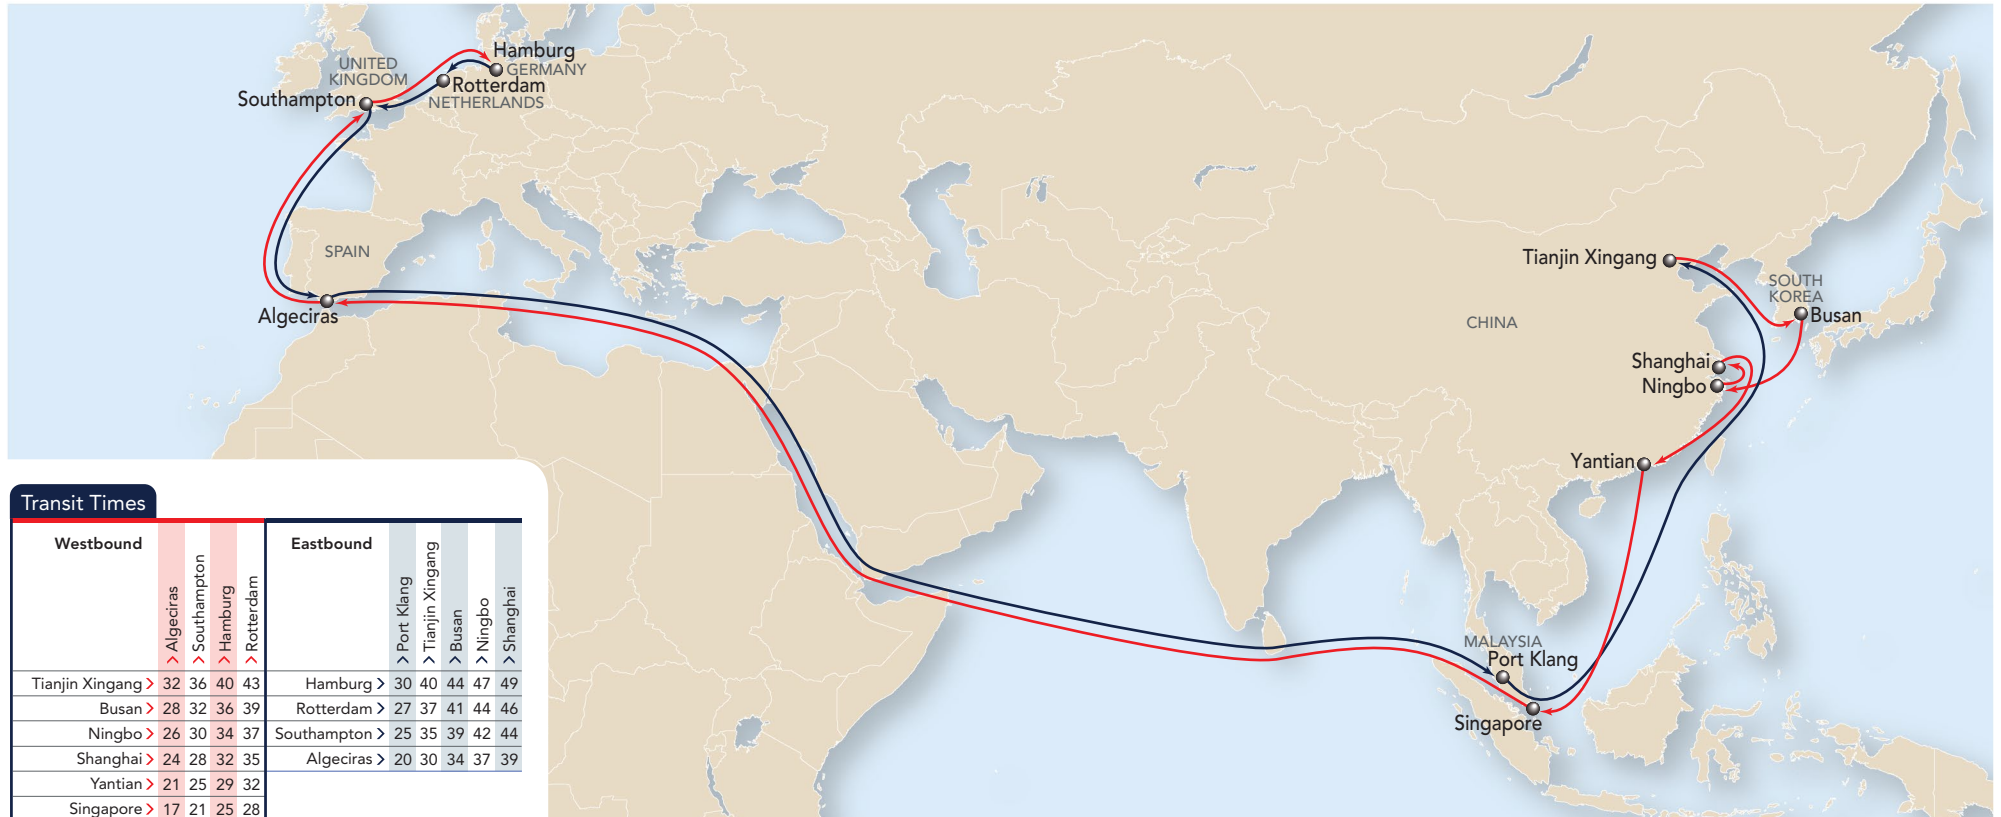 Hamburg
UNITED
KINGDOM
GERMANY
Rotterdam
Southampton
NETHERLANDS
SPAIN
Algeciras
Tianjin Xingang
SOUTH
KOREA
Busan
CHINA
Shanghai
Ningbo
Yantian
MALAYSIA
Port Klang
Singapore
Transit Times
Westbound > Algeciras > Southampton > Hamburg > Rotterdam
Tianjin Xingang > 32 36 40 43
Busan > 28 32 36 39
Ningbo > 26 30 34 37
Shanghai > 24 28 32 35
Yantian > 21 25 29 32
Singapore > 17 21 25 28
Eastbound > Port Klang > Tianjin Xingang > Busan > Ningbo > Shanghai
Hamburg > 30 40 44 47 49
Rotterdam > 27 37 41 44 46
Southampton > 25 35 39 42 44
Algeciras > 20 30 34 37 39